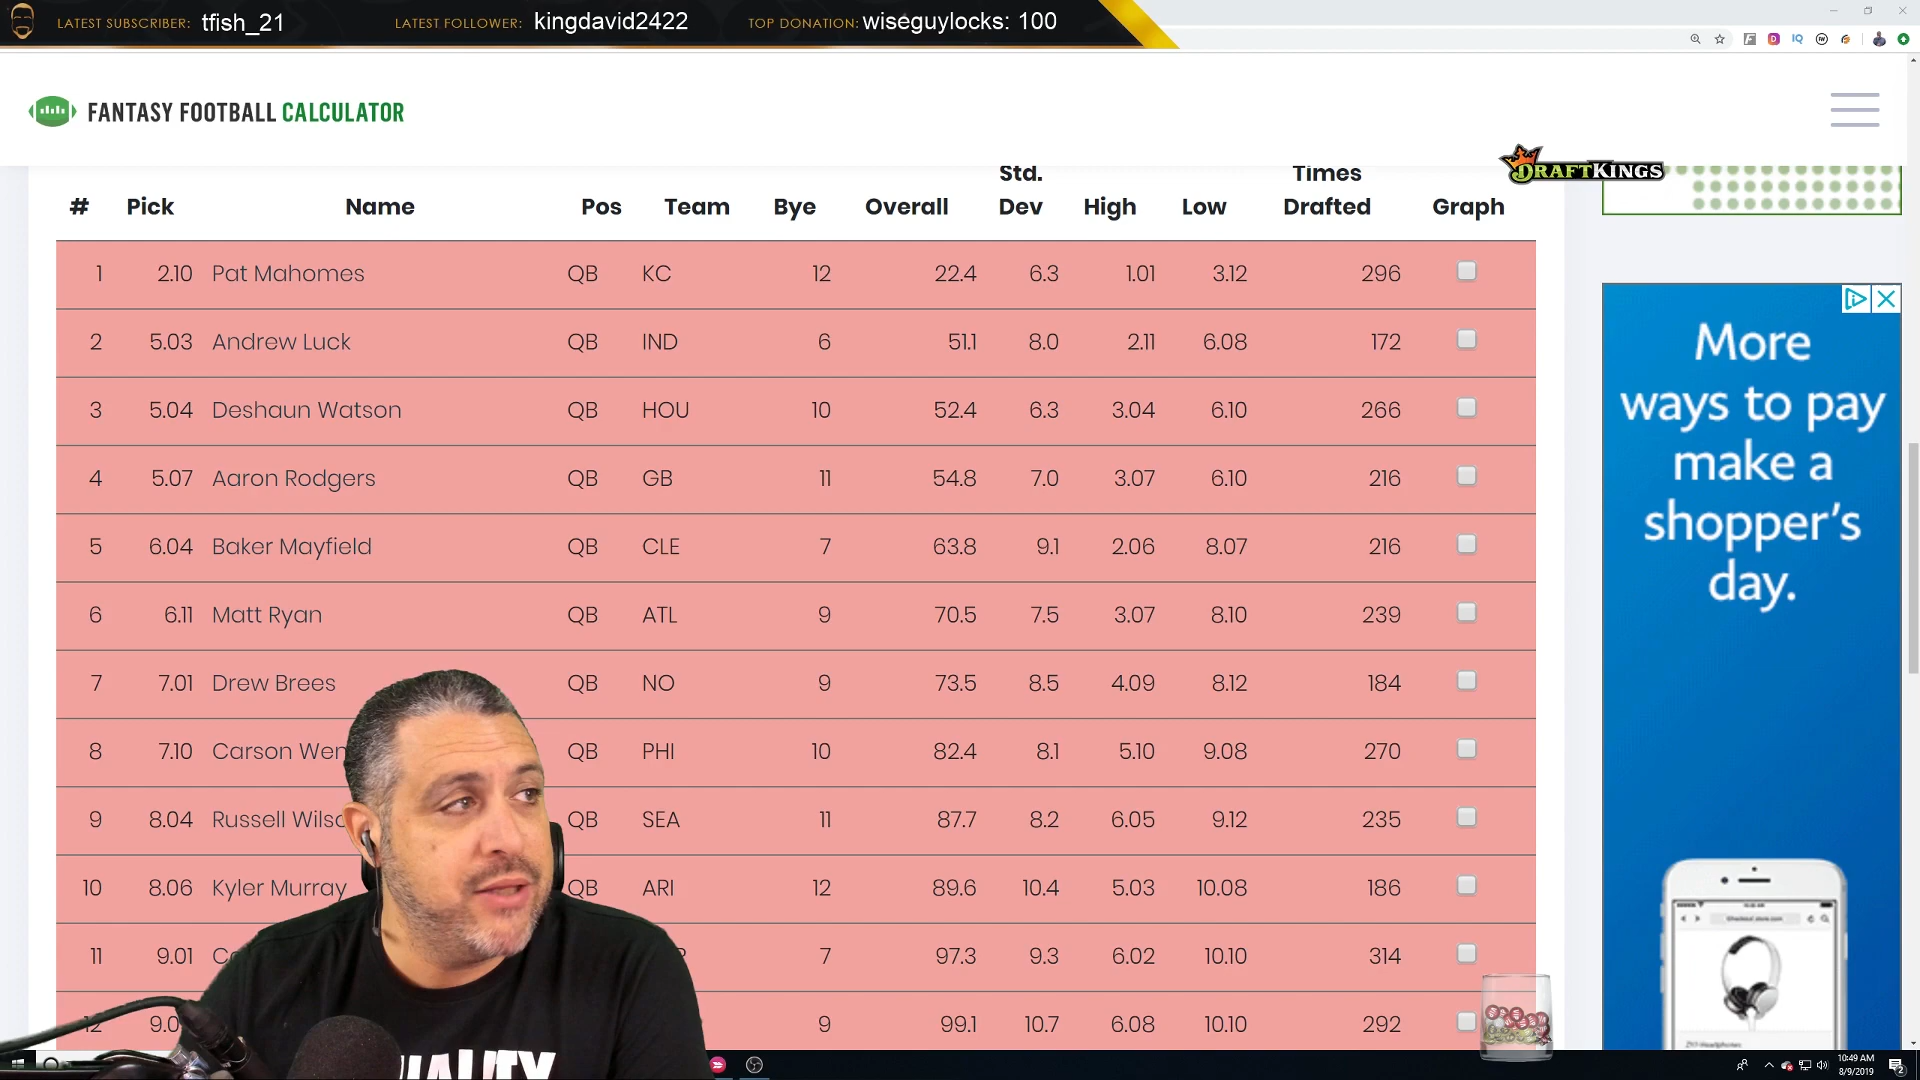 LATEST SUBSCRIBER: tfish_21 LATEST FOLLOWER: kingdavid2422 TOP DONATION: wiseguylocks: 100
FANTASY FOOTBALL CALCULATOR
DRAFTKINGS
# Pick Name Pos Team Bye Overall Std. Dev High Low Times Drafted Graph
1 2.10 Pat Mahomes QB KC 12 22.4 6.3 1.01 3.12 296
2 5.03 Andrew Luck QB IND 6 51.1 8.0 2.11 6.08 172
3 5.04 Deshaun Watson QB HOU 10 52.4 6.3 3.04 6.10 266
4 5.07 Aaron Rodgers QB GB 11 54.8 7.0 3.07 6.10 216
5 6.04 Baker Mayfield QB CLE 7 63.8 9.1 2.06 8.07 216
6 6.11 Matt Ryan QB ATL 9 70.5 7.5 3.07 8.10 239
7 7.01 Drew Brees QB NO 9 73.5 8.5 4.09 8.12 184
8 7.10 Carson QB PHI 10 82.4 8.1 5.10 9.08 270
9 8.04 Russell QB SEA 11 87.7 8.2 6.05 9.12 235
10 8.06 Kyler Murray QB ARI 12 89.6 10.4 5.03 10.08 186
11 9.01 7 97.3 9.3 6.02 10.10 314
12 9 99.1 10.7 6.08 10.10 292
More
ways to pay
make a
shopper's
day.
10:49 AM
8/9/2019